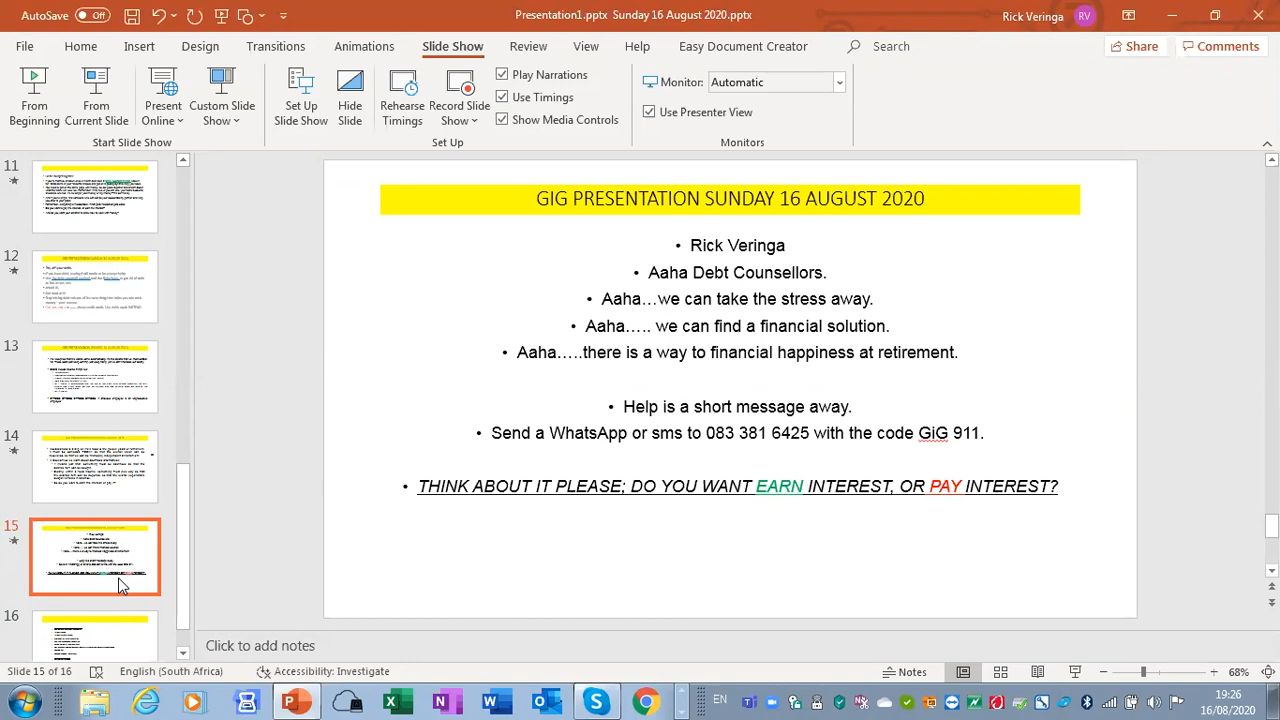 AutoSave Off Presentation1.pptx Sunday 16 August 2020.pptx Rick Veringa RV
File Home Insert Design Transitions Animations Slide Show Review View Help Easy Document Creator Search Share Comments
From Beginning
From Current Slide
Present Online
Custom Slide Show
Set Up Slide Show
Hide Slide
Rehearse Timings
Record Slide Show
Play Narrations
Use Timings
Show Media Controls
Monitor: Automatic
Use Presenter View
Start Slide Show Set Up Monitors
11
12
13
14
15
16
GIG PRESENTATION SUNDAY 16 AUGUST 2020
• Rick Veringa
• Aaha Debt Counsellors.
• Aaha…we can take the stress away.
• Aaha….. we can find a financial solution.
Aaha…..there is a way to financial happiness at retirement.
• Help is a short message away.
• Send a WhatsApp or sms to 083 381 6425 with the code GiG 911.
• THINK ABOUT IT PLEASE; DO YOU WANT EARN INTEREST, OR PAY INTEREST?
Click to add notes
Slide 15 of 16 English (South Africa) Accessibility: Investigate Notes 68%
EN 19:26
16/08/2020